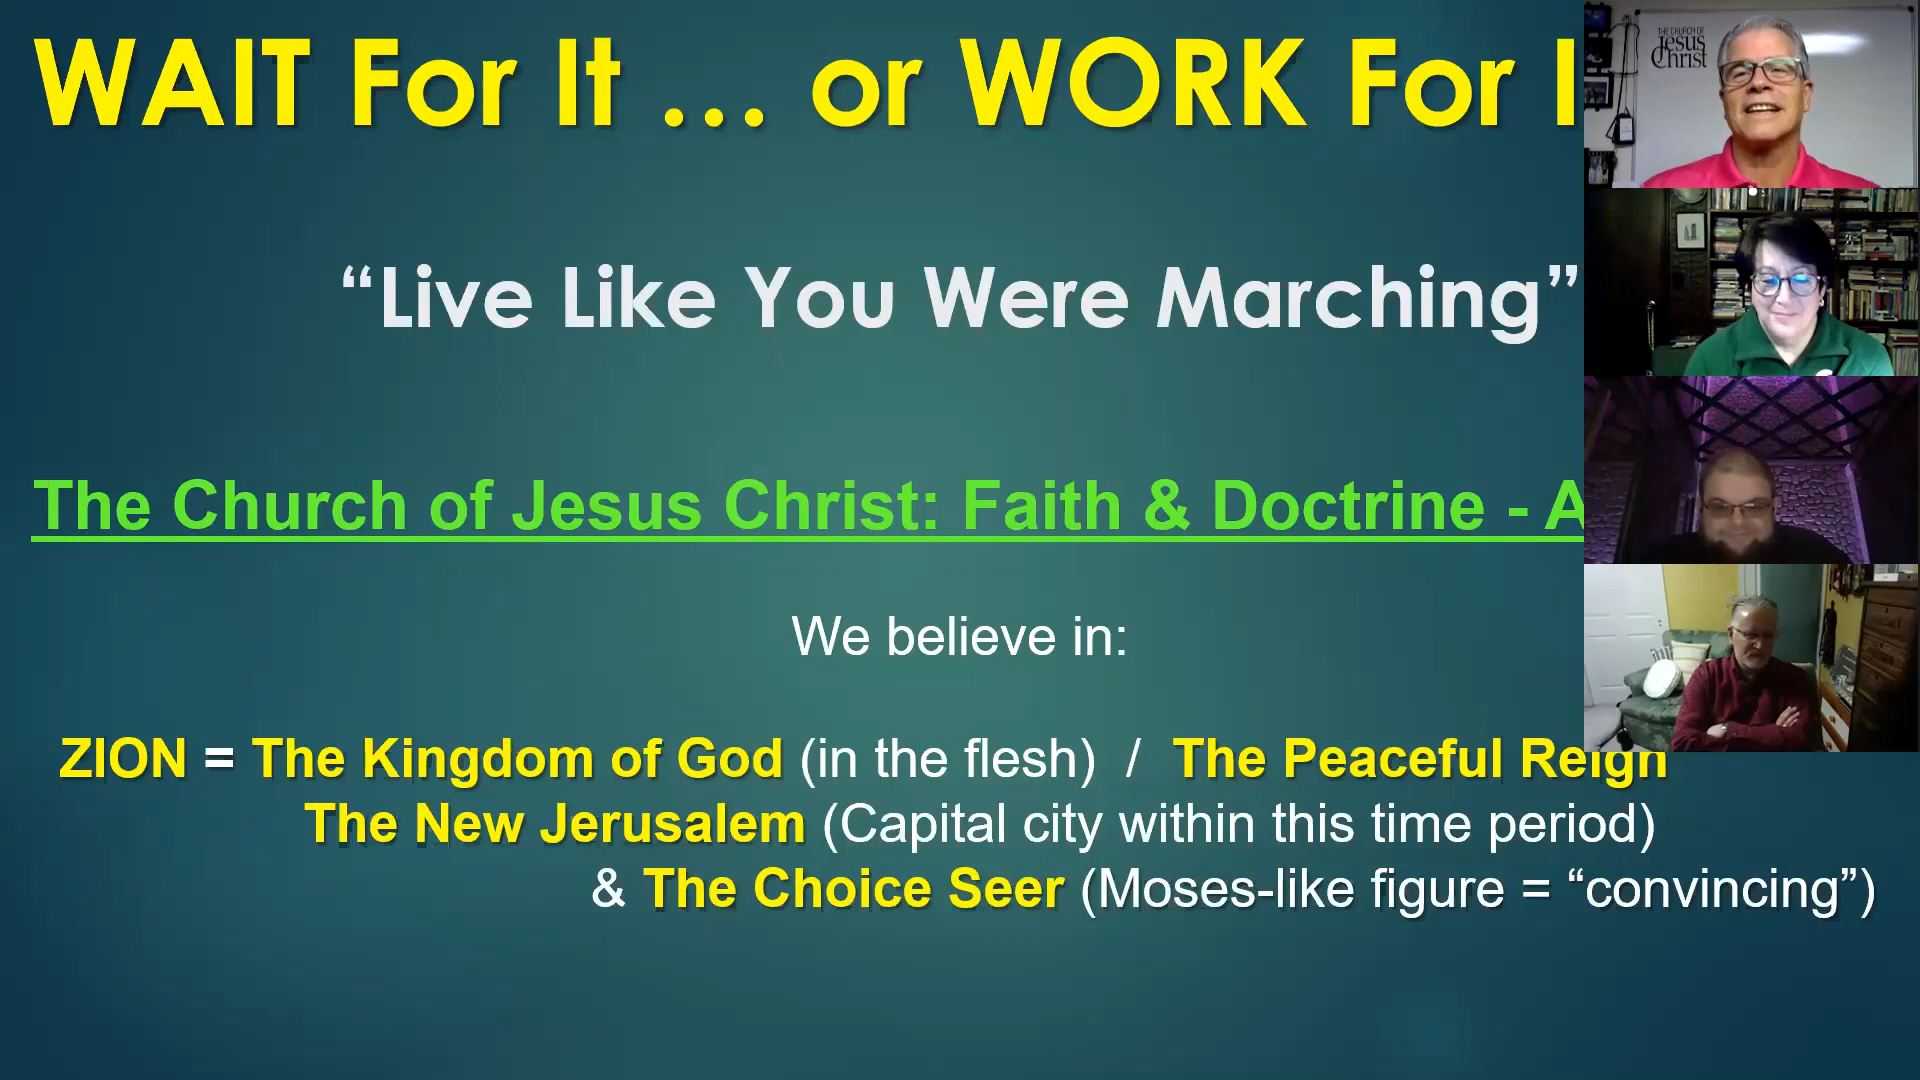 WAIT For It … or WORK For I
THE CHURCH OF
Jesus
Christ
“Live Like You Were Marching”
The Church of Jesus Christ: Faith & Doctrine - A
We believe in:
ZION = The Kingdom of God (in the flesh) / The Peaceful Reign
The New Jerusalem (Capital city within this time period)
& The Choice Seer (Moses-like figure = “convincing”)